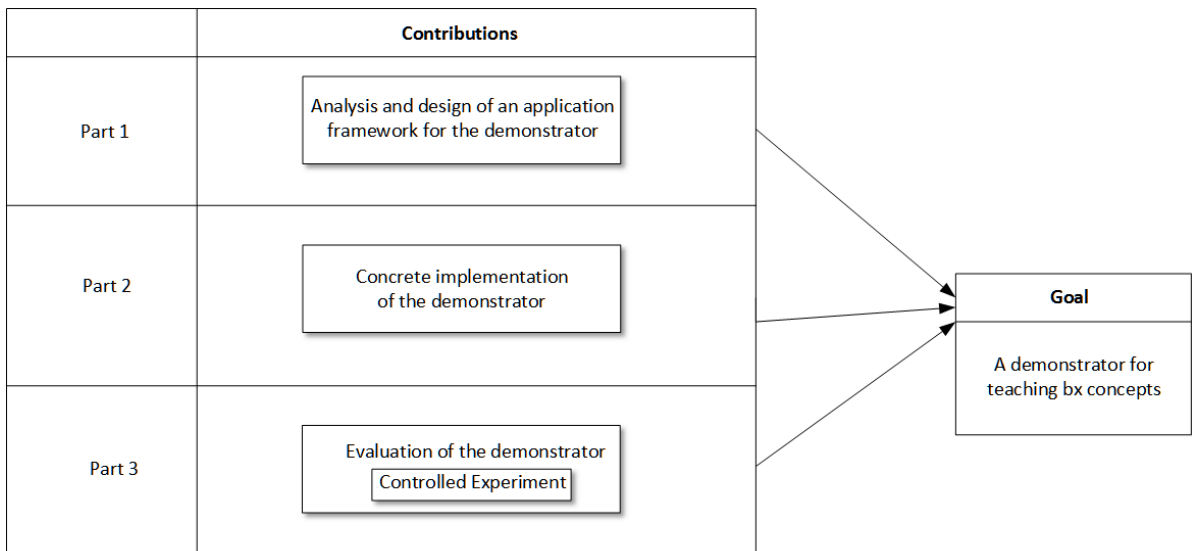 Contributions
Part 1
Analysis and design of an application
framework for the demonstrator
Part 2
Concrete implementation
of the demonstrator
Part 3
Evaluation of the demonstrator
Controlled Experiment
Goal
A demonstrator for
teaching bx concepts